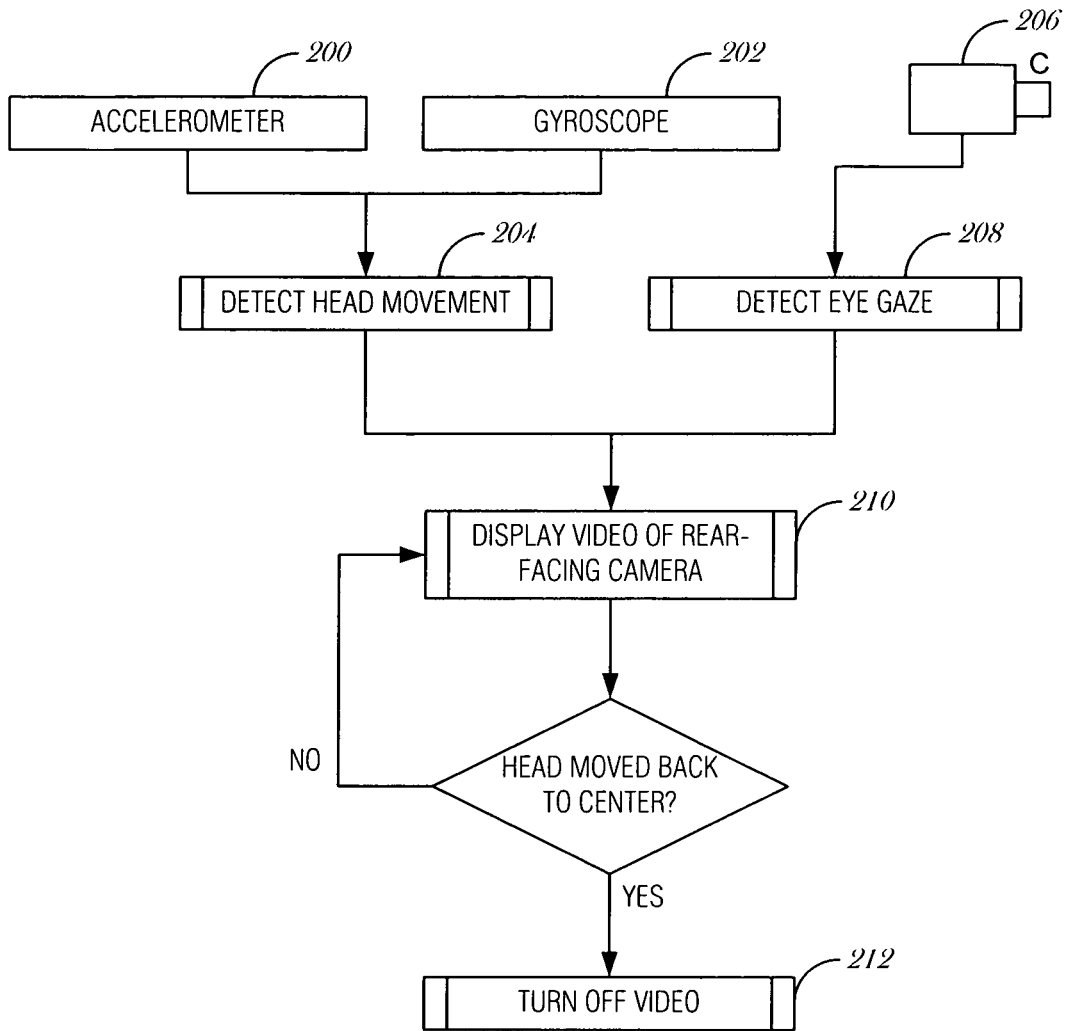 200
202
206
C
ACCELEROMETER
GYROSCOPE
204
208
DETECT HEAD MOVEMENT
DETECT EYE GAZE
210
DISPLAY VIDEO OF REAR-
FACING CAMERA
NO
HEAD MOVED BACK
TO CENTER?
YES
212
TURN OFF VIDEO